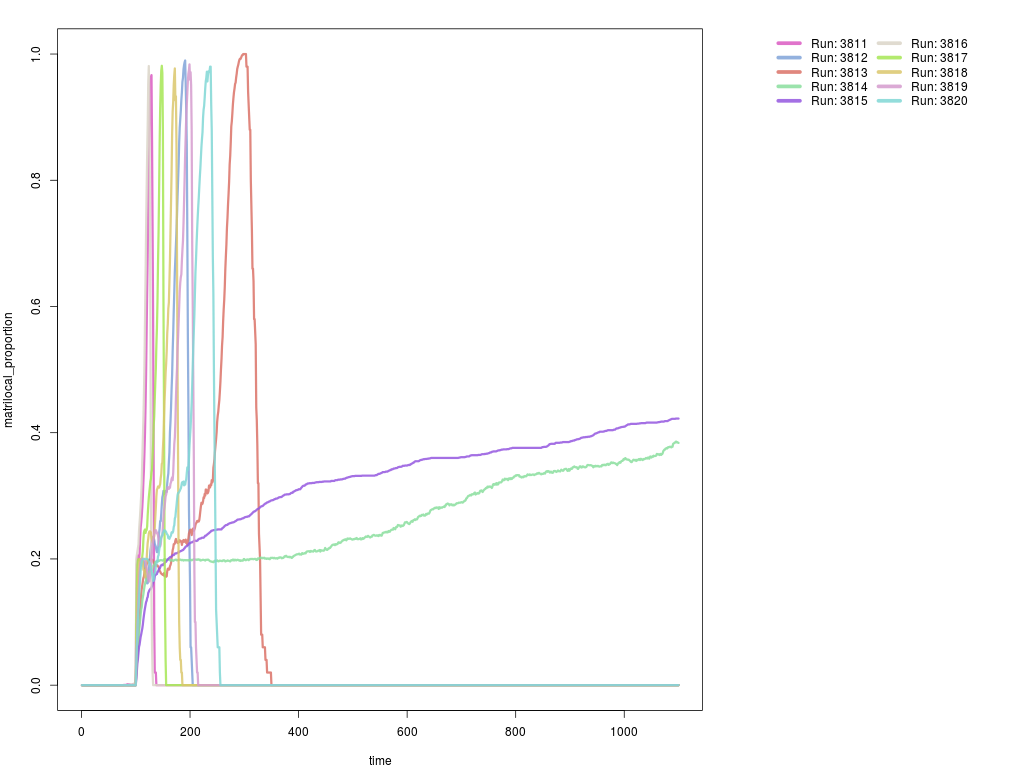 Run: 3811
Run: 3812
Run: 3813
Run: 3814
Run: 3815
Run: 3816
Run: 3817
Run: 3818
Run: 3819
Run: 3820
matrilocal_proportion
1.0
0.8
0.6
0.4
0.2
0.0
0
200
400
600
800
1000
time